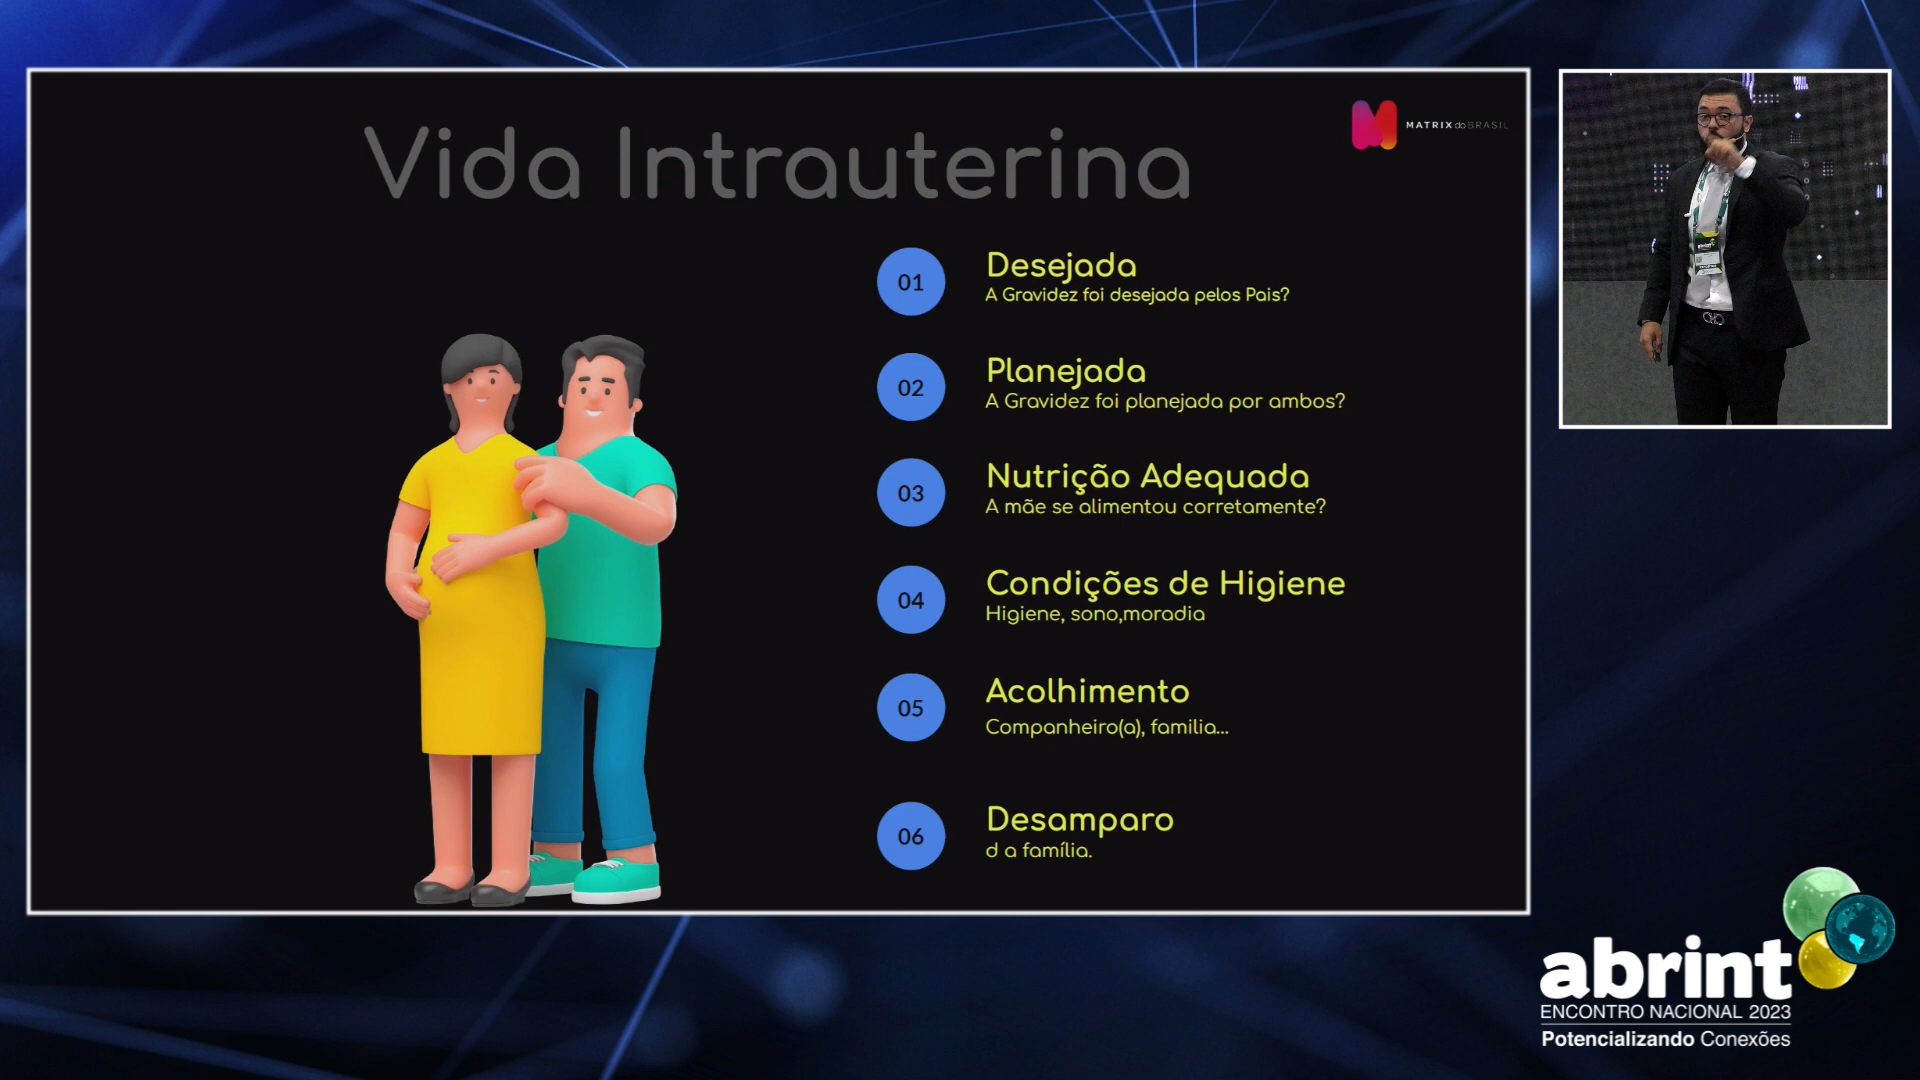 Vida Intrauterina
MATRIX do BRASIL
01
Desejada
A Gravidez foi desejada pelos Pais?
02
Planejada
A Gravidez foi planejada por ambos?
03
Nutrição Adequada
A mãe se alimentou corretamente?
04
Condições de Higiene
Higiene, sono,moradia
05
Acolhimento
Companheiro(a), familia...
06
Desamparo
d a família.
abrint
abrint
ENCONTRO NACIONAL 2023
Potencializando Conexões